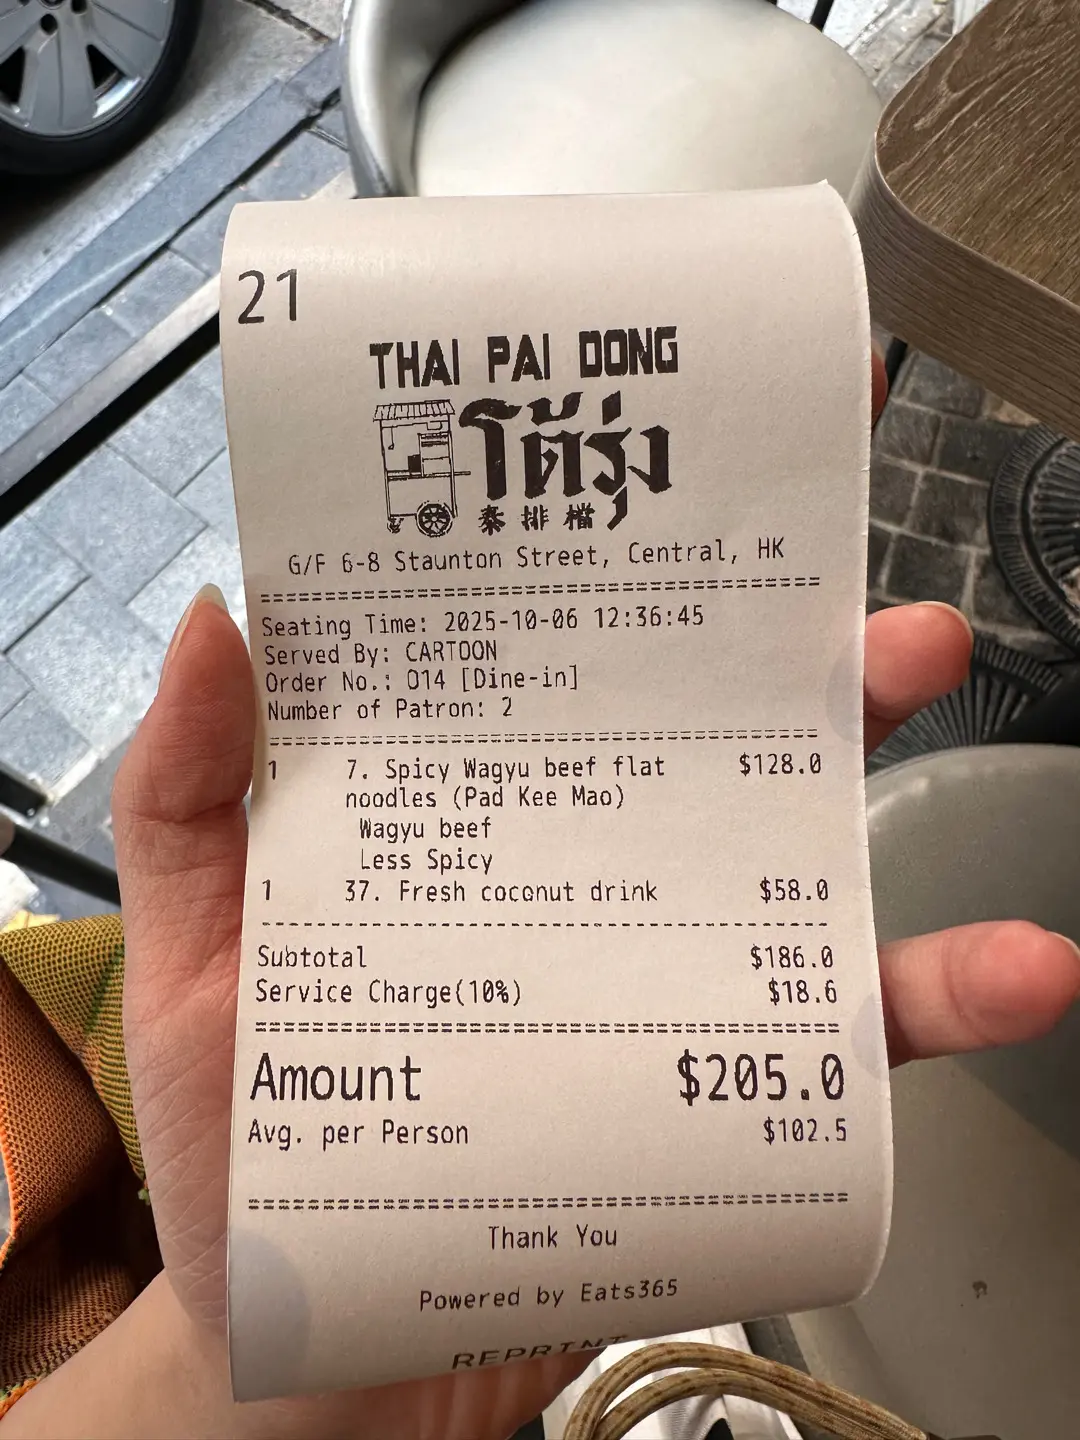 21
THAI PAI DONG
โต้รุ่ง
泰排檔
G/F 6-8 Staunton Street, Central, HK
Seating Time: 2025-10-06 12:36:45
Served By: CARTOON
Order No.: 014 [Dine-in]
Number of Patron: 2
1 7. Spicy Wagyu beef flat $128.0
noodles (Pad Kee Mao)
Wagyu beef
Less Spicy
1 37. Fresh coconut drink $58.0
Subtotal $186.0
Service Charge(10%) $18.6
Amount $205.0
Avg. per Person $102.5
Thank You
Powered by Eats365
REPRINT